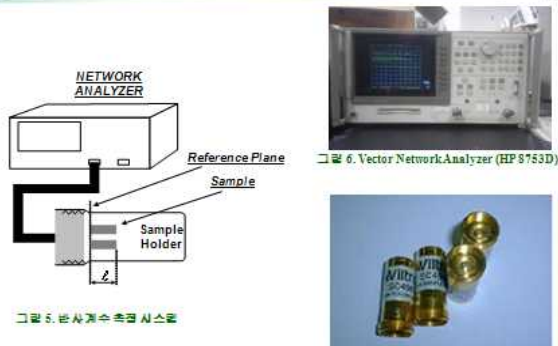 NETWORK
ANALYZER
Reference Plane
Sample
Sample
Holder
ℓ
그림 5. 반사계수 측정 시스템
그림 6. Vector Network Analyzer (HP 8753D)
Wiltr